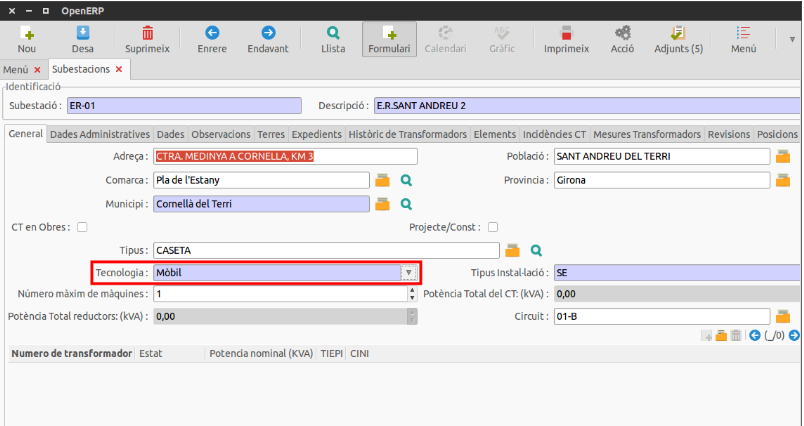 OpenERP
Nou Desa Suprimeix Enrere Endavant Llista Formulari Calendari Gràfic Imprimeix Acció Adjunts (5) Menú
Menú Subestacions
Identificació
Subestació : ER-01 Descripció : E.R.SANT ANDREU 2
General Dades Administratives Dades Observacions Terres Expedients Històric de Transformadors Elements Incidències CT Mesures Transformadors Revisions Posicions
Adreça : CTRA. MEDINYA A CORNELLA, KM 3 Població : SANT ANDREU DEL TERRI
Comarca : Pla de l'Estany Provincia : Girona
Municipi : Cornellà del Terri
CT en Obres : Projecte/Const :
Tipus : CASETA
Tecnologia : Mòbil Tipus Instal·lació : SE
Número màxim de màquines : 1 Potència Total del CT: (kVA) : 0,00
Potència Total reductors: (kVA) : 0,00 Circuit : 01-B
(_/0)
Numero de transformador Estat Potencia nominal (KVA) TIEPI CINI